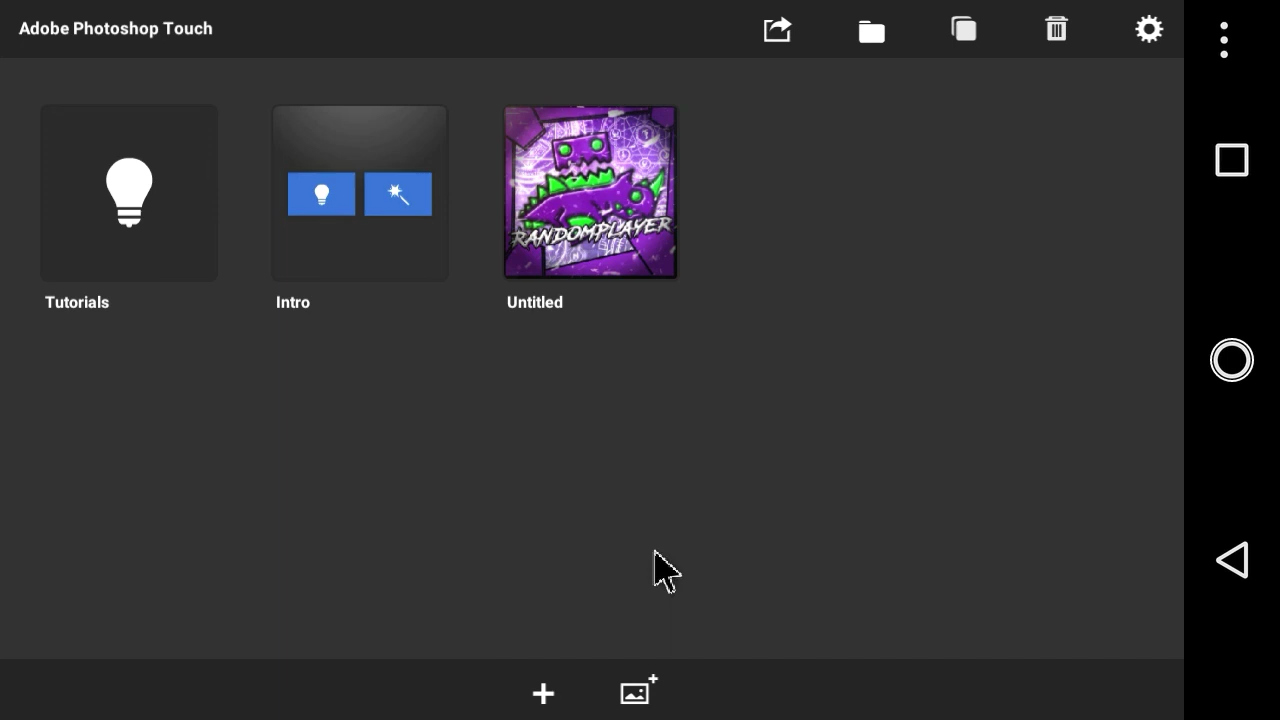 Adobe Photoshop Touch
RANDOMPLAYER
Tutorials
Intro
Untitled